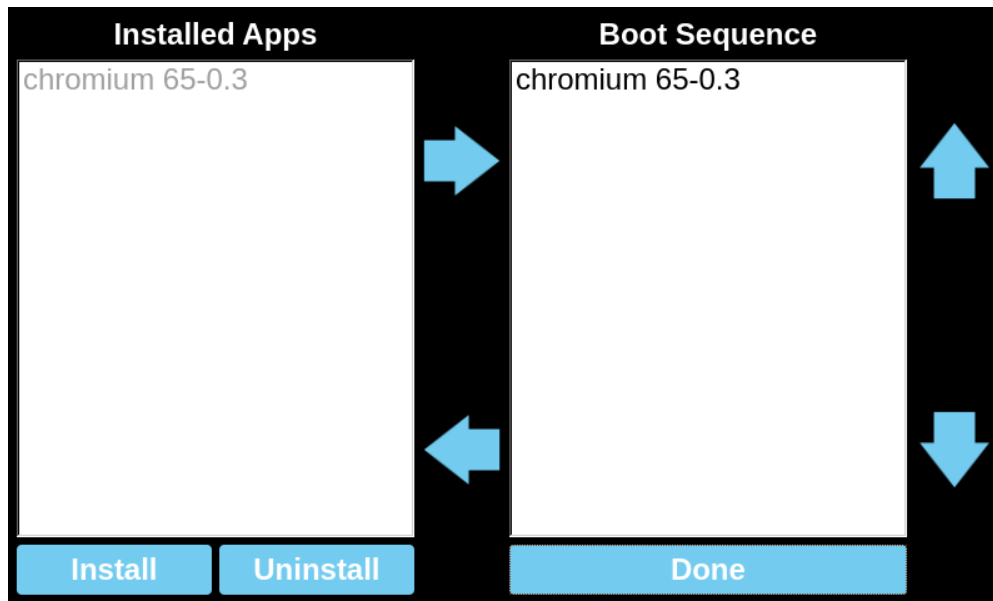 Installed Apps
Boot Sequence
chromium 65-0.3
chromium 65-0.3
Install
Uninstall
Done